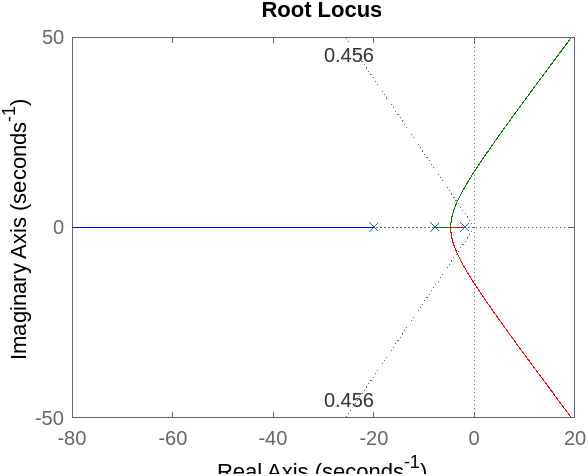 Root Locus
50
0.456
Imaginary Axis (seconds⁻¹)
0
0.456
-50
-80 -60 -40 -20 0 20
Real Axis (seconds⁻¹)